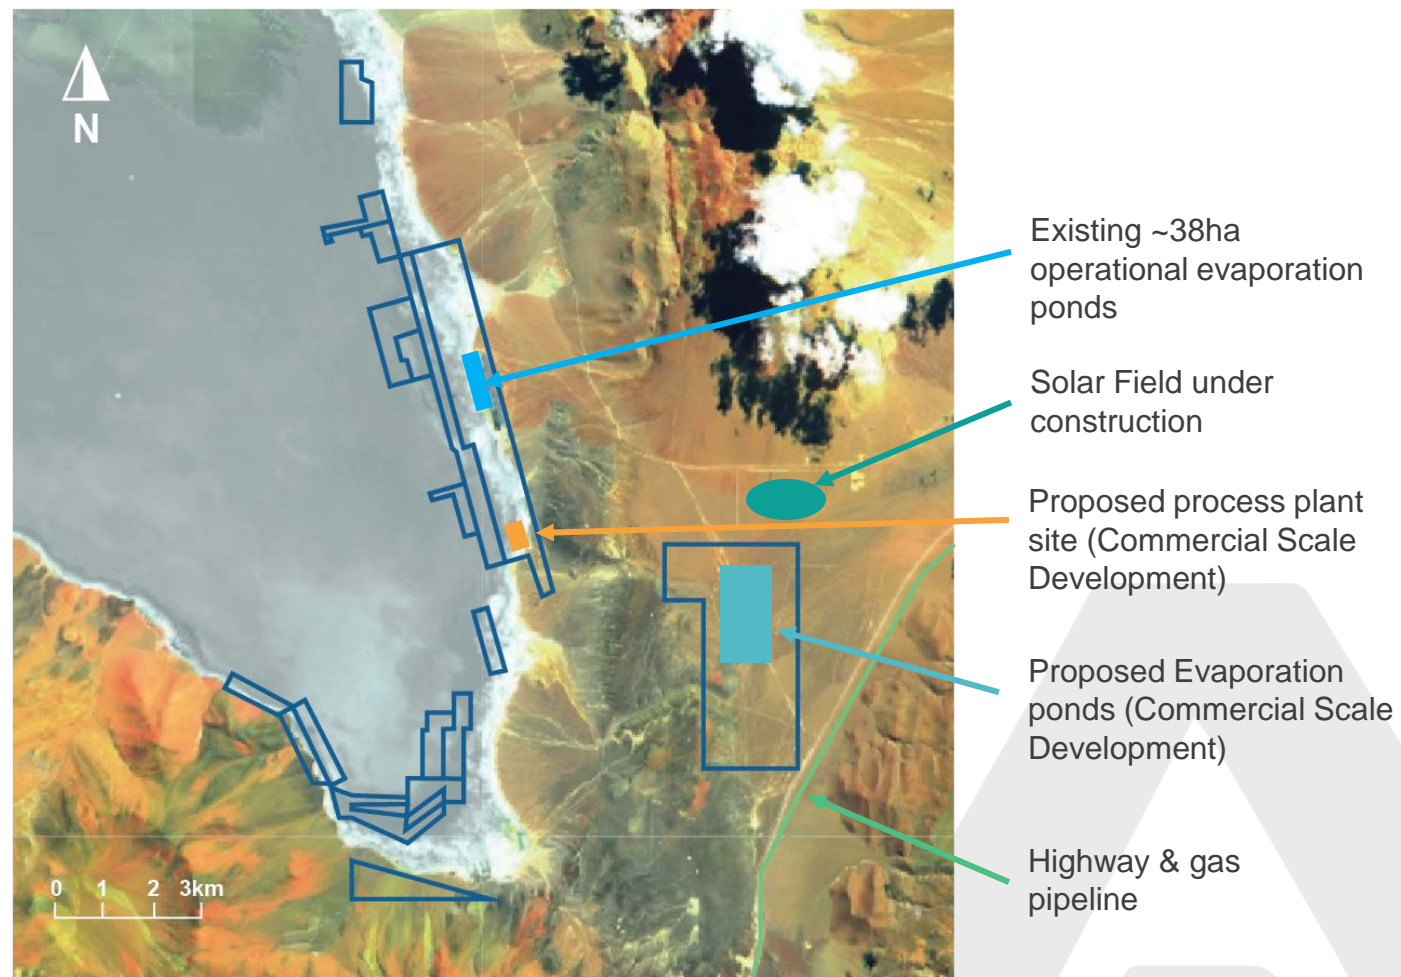 N
Existing ~38ha
operational evaporation
ponds
Solar Field under
construction
Proposed process plant
site (Commercial Scale
Development)
Proposed Evaporation
ponds (Commercial Scale
Development)
Highway & gas
pipeline
0 1 2 3km